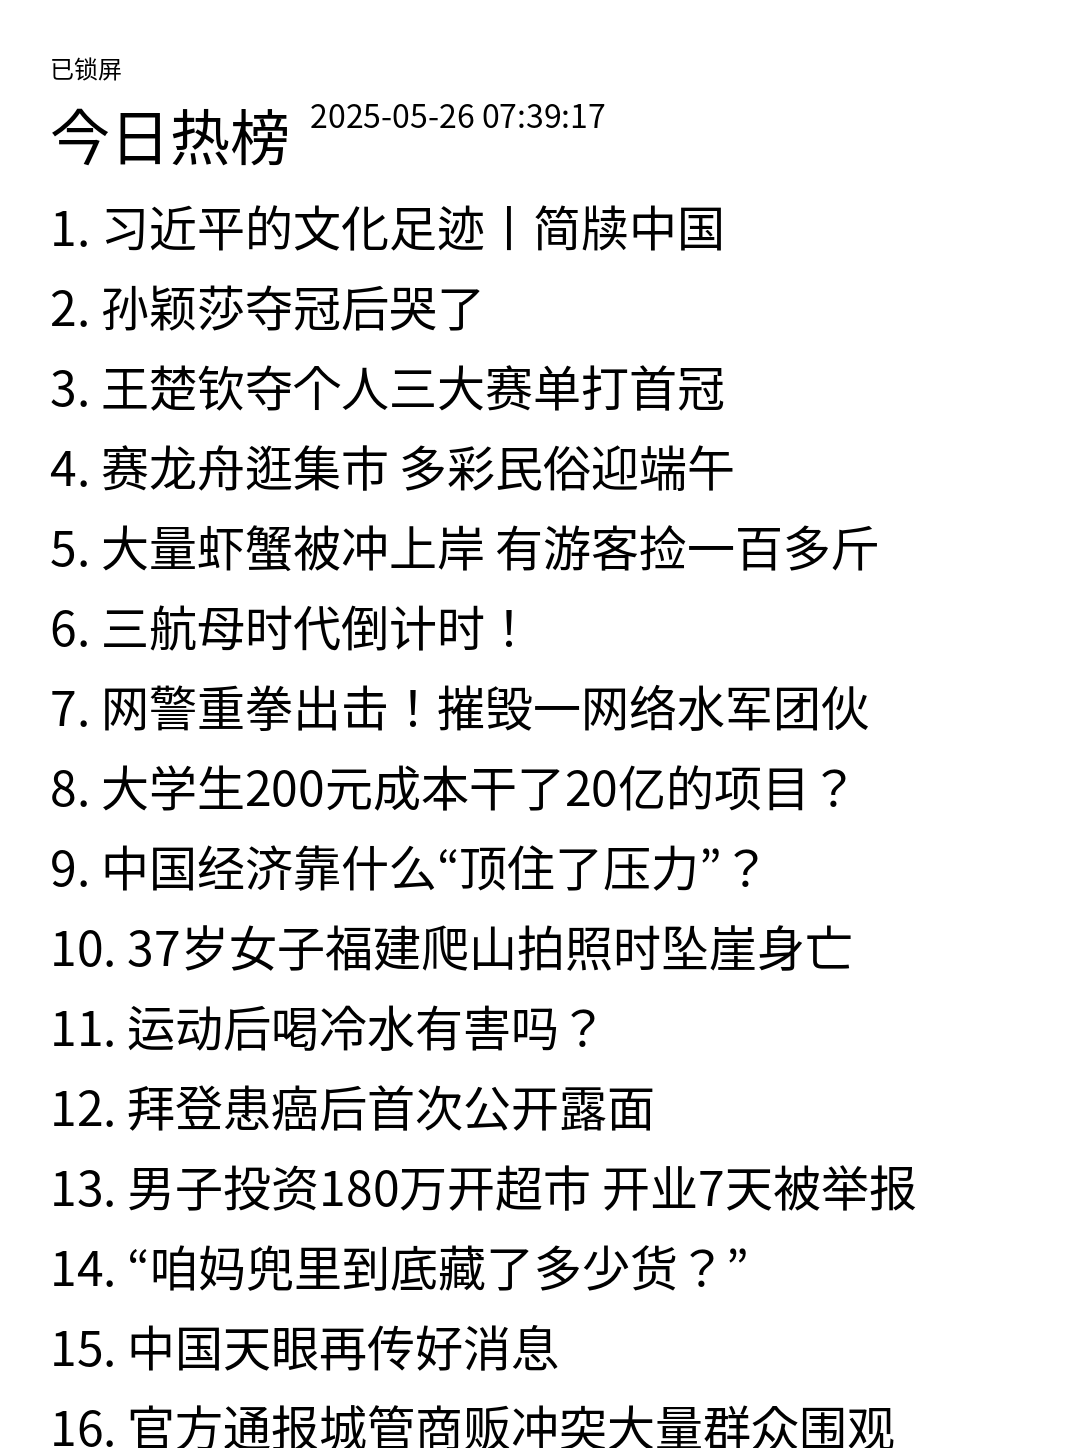 已锁屏
今日热榜 2025-05-26 07:39:17
1. 习近平的文化足迹丨简牍中国
2. 孙颖莎夺冠后哭了
3. 王楚钦夺个人三大赛单打首冠
4. 赛龙舟逛集市 多彩民俗迎端午
5. 大量虾蟹被冲上岸 有游客捡一百多斤
6. 三航母时代倒计时！
7. 网警重拳出击！摧毁一网络水军团伙
8. 大学生200元成本干了20亿的项目？
9. 中国经济靠什么“顶住了压力”？
10. 37岁女子福建爬山拍照时坠崖身亡
11. 运动后喝冷水有害吗？
12. 拜登患癌后首次公开露面
13. 男子投资180万开超市 开业7天被举报
14. “咱妈兜里到底藏了多少货？”
15. 中国天眼再传好消息
16. 官方通报城管商贩冲突大量群众围观